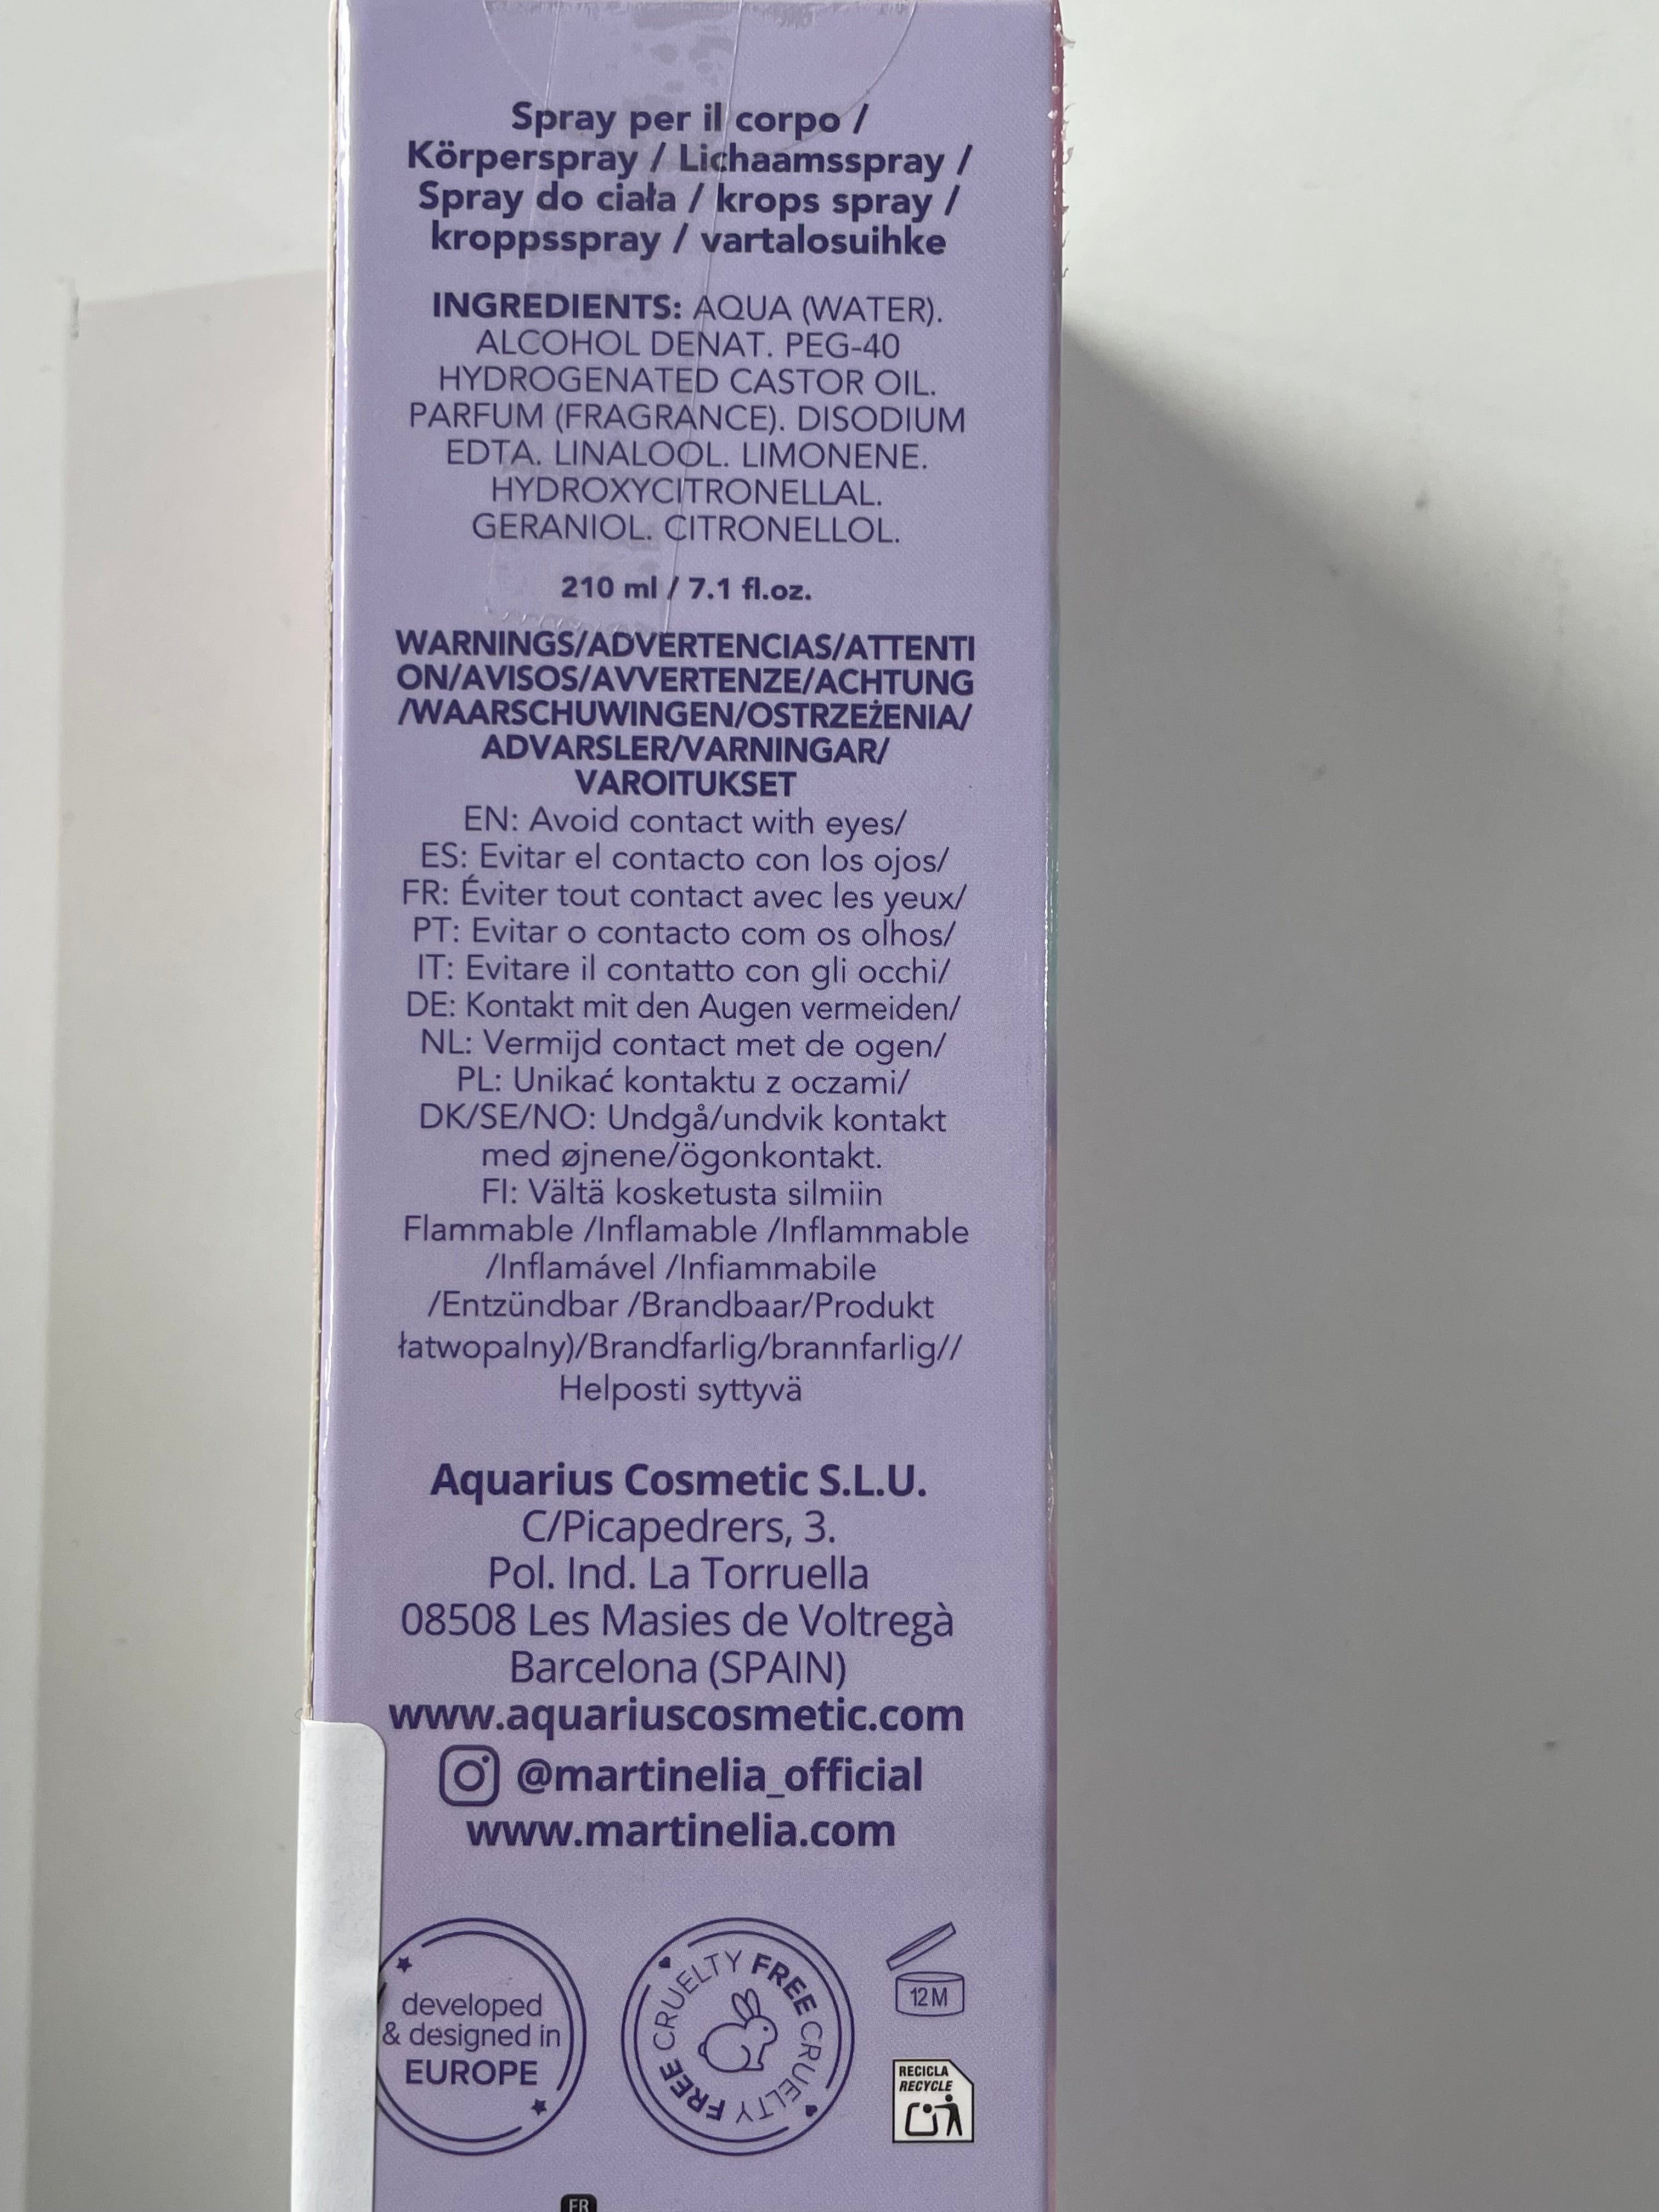 Spray per il corpo /
Körperspray / Lichaamsspray /
Spray do ciała / krops spray /
kroppsspray / vartalosuihke
INGREDIENTS: AQUA (WATER).
ALCOHOL DENAT. PEG-40
HYDROGENATED CASTOR OIL.
PARFUM (FRAGRANCE). DISODIUM
EDTA. LINALOOL. LIMONENE.
HYDROXYCITRONELLAL.
GERANIOL. CITRONELLOL.
210 ml / 7.1 fl.oz.
WARNINGS/ADVERTENCIAS/ATTENTI
ON/AVISOS/AVVERTENZE/ACHTUNG
/WAARSCHUWINGEN/OSTRZEŻENIA/
ADVARSLER/VARNINGAR/
VAROITUKSET
EN: Avoid contact with eyes/
ES: Evitar el contacto con los ojos/
FR: Éviter tout contact avec les yeux/
PT: Evitar o contacto com os olhos/
IT: Evitare il contatto con gli occhi/
DE: Kontakt mit den Augen vermeiden/
NL: Vermijd contact met de ogen/
PL: Unikać kontaktu z oczami/
DK/SE/NO: Undgå/undvik kontakt
med øjnene/ögonkontakt.
FI: Vältä kosketusta silmiin
Flammable /Inflamable /Inflammable
/Inflamável /Infiammabile
/Entzündbar /Brandbaar/Produkt
łatwopalny)/Brandfarlig/brannfarlig//
Helposti syttyvä
Aquarius Cosmetic S.L.U.
C/Picapedrers, 3.
Pol. Ind. La Torruella
08508 Les Masies de Voltregà
Barcelona (SPAIN)
www.aquariuscosmetic.com
@martinelia_official
www.martinelia.com
developed
& designed in
EUROPE
CRUELTY FREE CRUELTY FREE
12 M
RECICLA
RECYCLE
FR